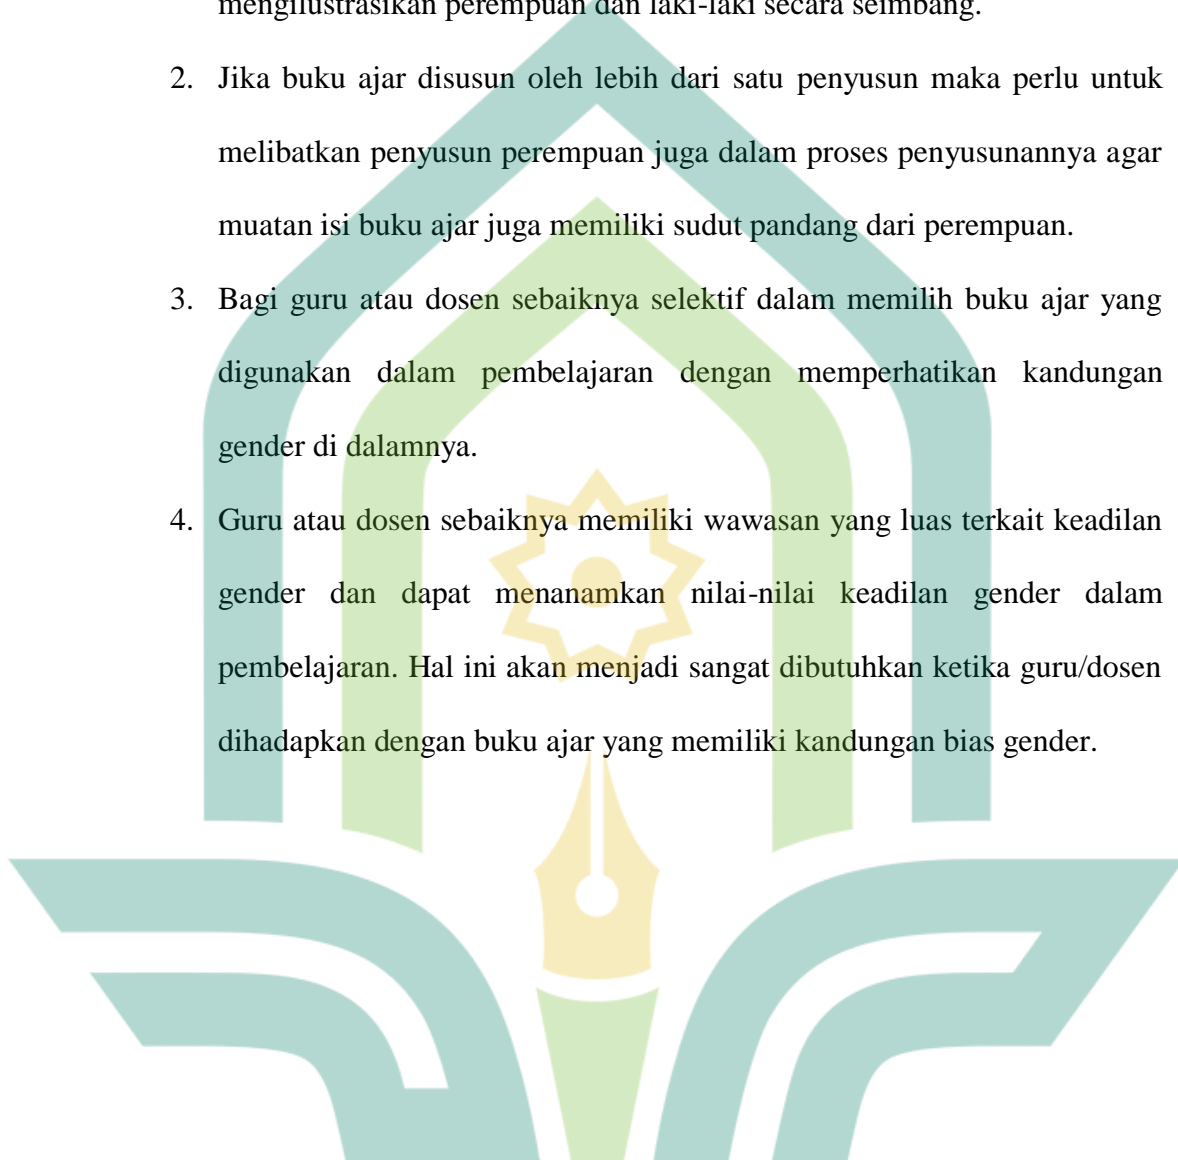 mengilustrasikan perempuan dan laki-laki secara seimbang.
2. Jika buku ajar disusun oleh lebih dari satu penyusun maka perlu untuk
melibatkan penyusun perempuan juga dalam proses penyusunannya agar
muatan isi buku ajar juga memiliki sudut pandang dari perempuan.
3. Bagi guru atau dosen sebaiknya selektif dalam memilih buku ajar yang
digunakan dalam pembelajaran dengan memperhatikan kandungan
gender di dalamnya.
4. Guru atau dosen sebaiknya memiliki wawasan yang luas terkait keadilan
gender dan dapat menanamkan nilai-nilai keadilan gender dalam
pembelajaran. Hal ini akan menjadi sangat dibutuhkan ketika guru/dosen
dihadapkan dengan buku ajar yang memiliki kandungan bias gender.